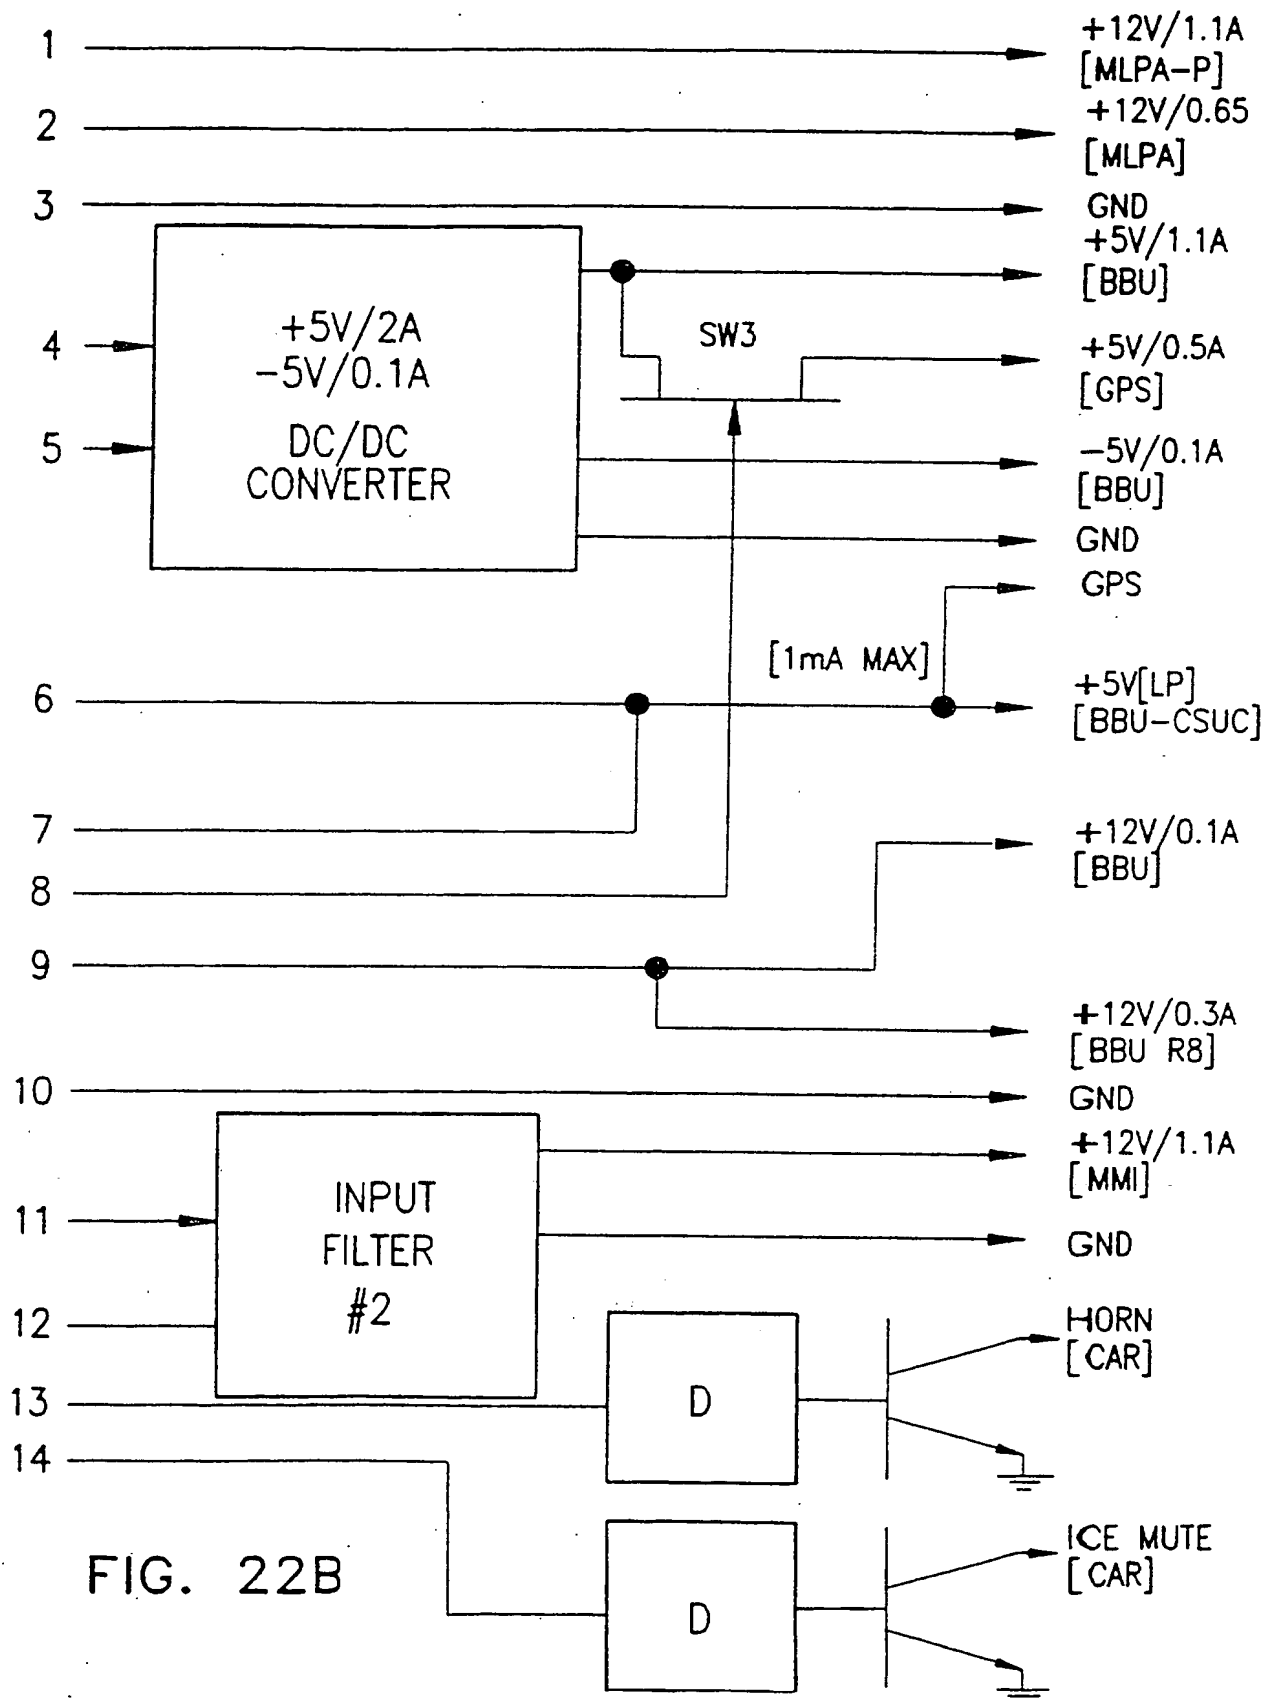 1
+12V/1.1A
[MLPA-P]
2
+12V/0.65
[MLPA]
3
GND
+5V/1.1A
[BBU]
+5V/2A
-5V/0.1A
DC/DC
CONVERTER
4
SW3
+5V/0.5A
[GPS]
5
-5V/0.1A
[BBU]
GND
GPS
[1mA MAX]
6
+5V[LP]
[BBU-CSUC]
7
+12V/0.1A
[BBU]
8
9
+12V/0.3A
[BBU R8]
10
GND
+12V/1.1A
[MMI]
INPUT
FILTER
#2
11
GND
12
HORN
[CAR]
13
D
14
ICE MUTE
[CAR]
D
FIG. 22B